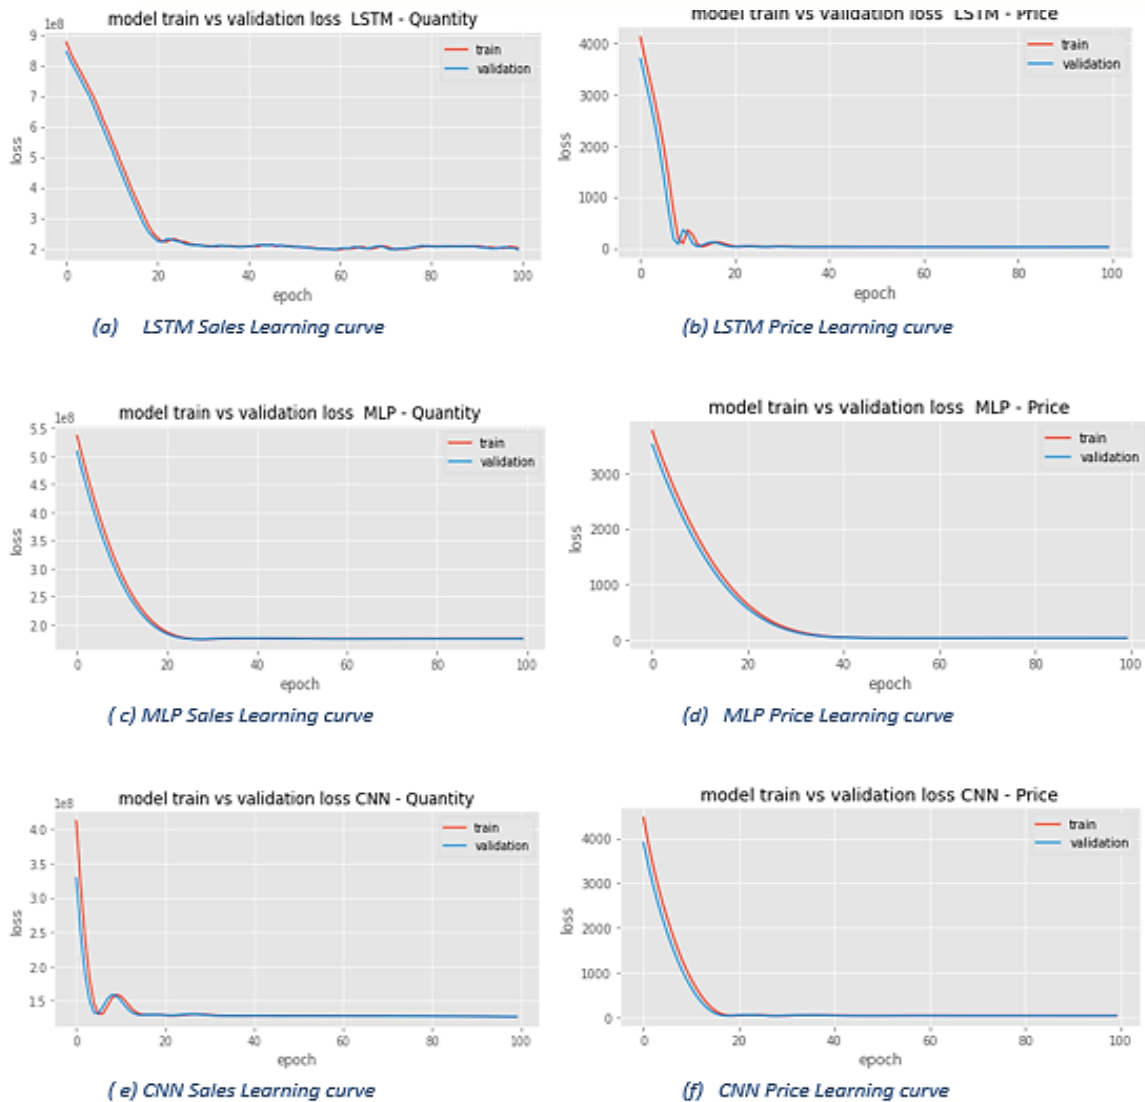 model train vs validation loss  LSTM - Quantity
1e8
9
8
7
6
5
4
3
2
loss
0 20 40 60 80 100
epoch
train
validation
(a) LSTM Sales Learning curve
model train vs validation loss  LSTM - Price
4000
3000
2000
1000
0
loss
0 20 40 60 80 100
epoch
train
validation
(b) LSTM Price Learning curve
model train vs validation loss  MLP - Quantity
1e8
5.5
5.0
4.5
4.0
3.5
3.0
2.5
2.0
loss
0 20 40 60 80 100
epoch
train
validation
( c) MLP Sales Learning curve
model train vs validation loss  MLP - Price
3000
2000
1000
0
loss
0 20 40 60 80 100
epoch
train
validation
(d) MLP Price Learning curve
model train vs validation loss CNN - Quantity
1e8
4.0
3.5
3.0
2.5
2.0
1.5
loss
0 20 40 60 80 100
epoch
train
validation
( e) CNN Sales Learning curve
model train vs validation loss CNN - Price
4000
3000
2000
1000
0
loss
0 20 40 60 80 100
epoch
train
validation
(f) CNN Price Learning curve